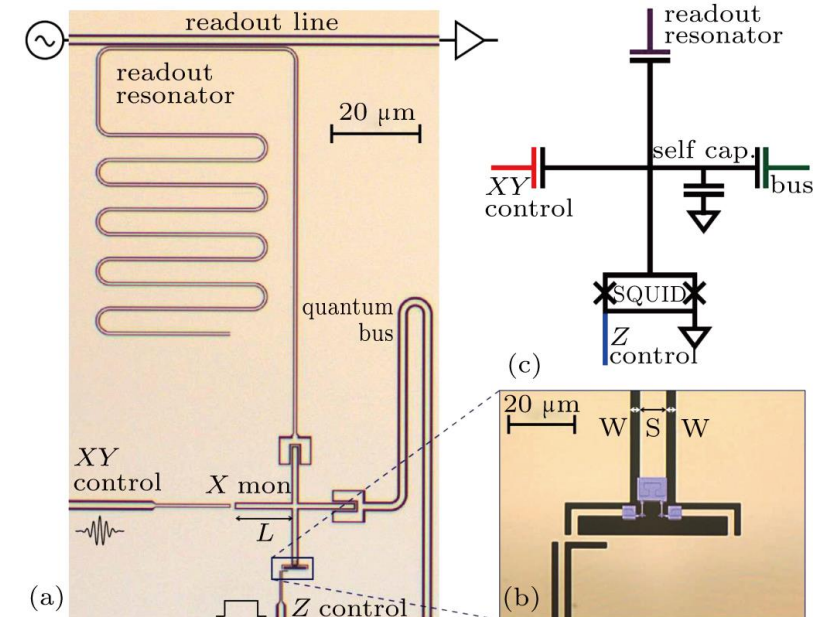 readout line
readout
resonator
20 μm
quantum
bus
XY
control
X mon
L
Z control
(a)
readout
resonator
self cap.
XY
control
bus
SQUID
Z
control
(c)
20 μm
W S W
(b)